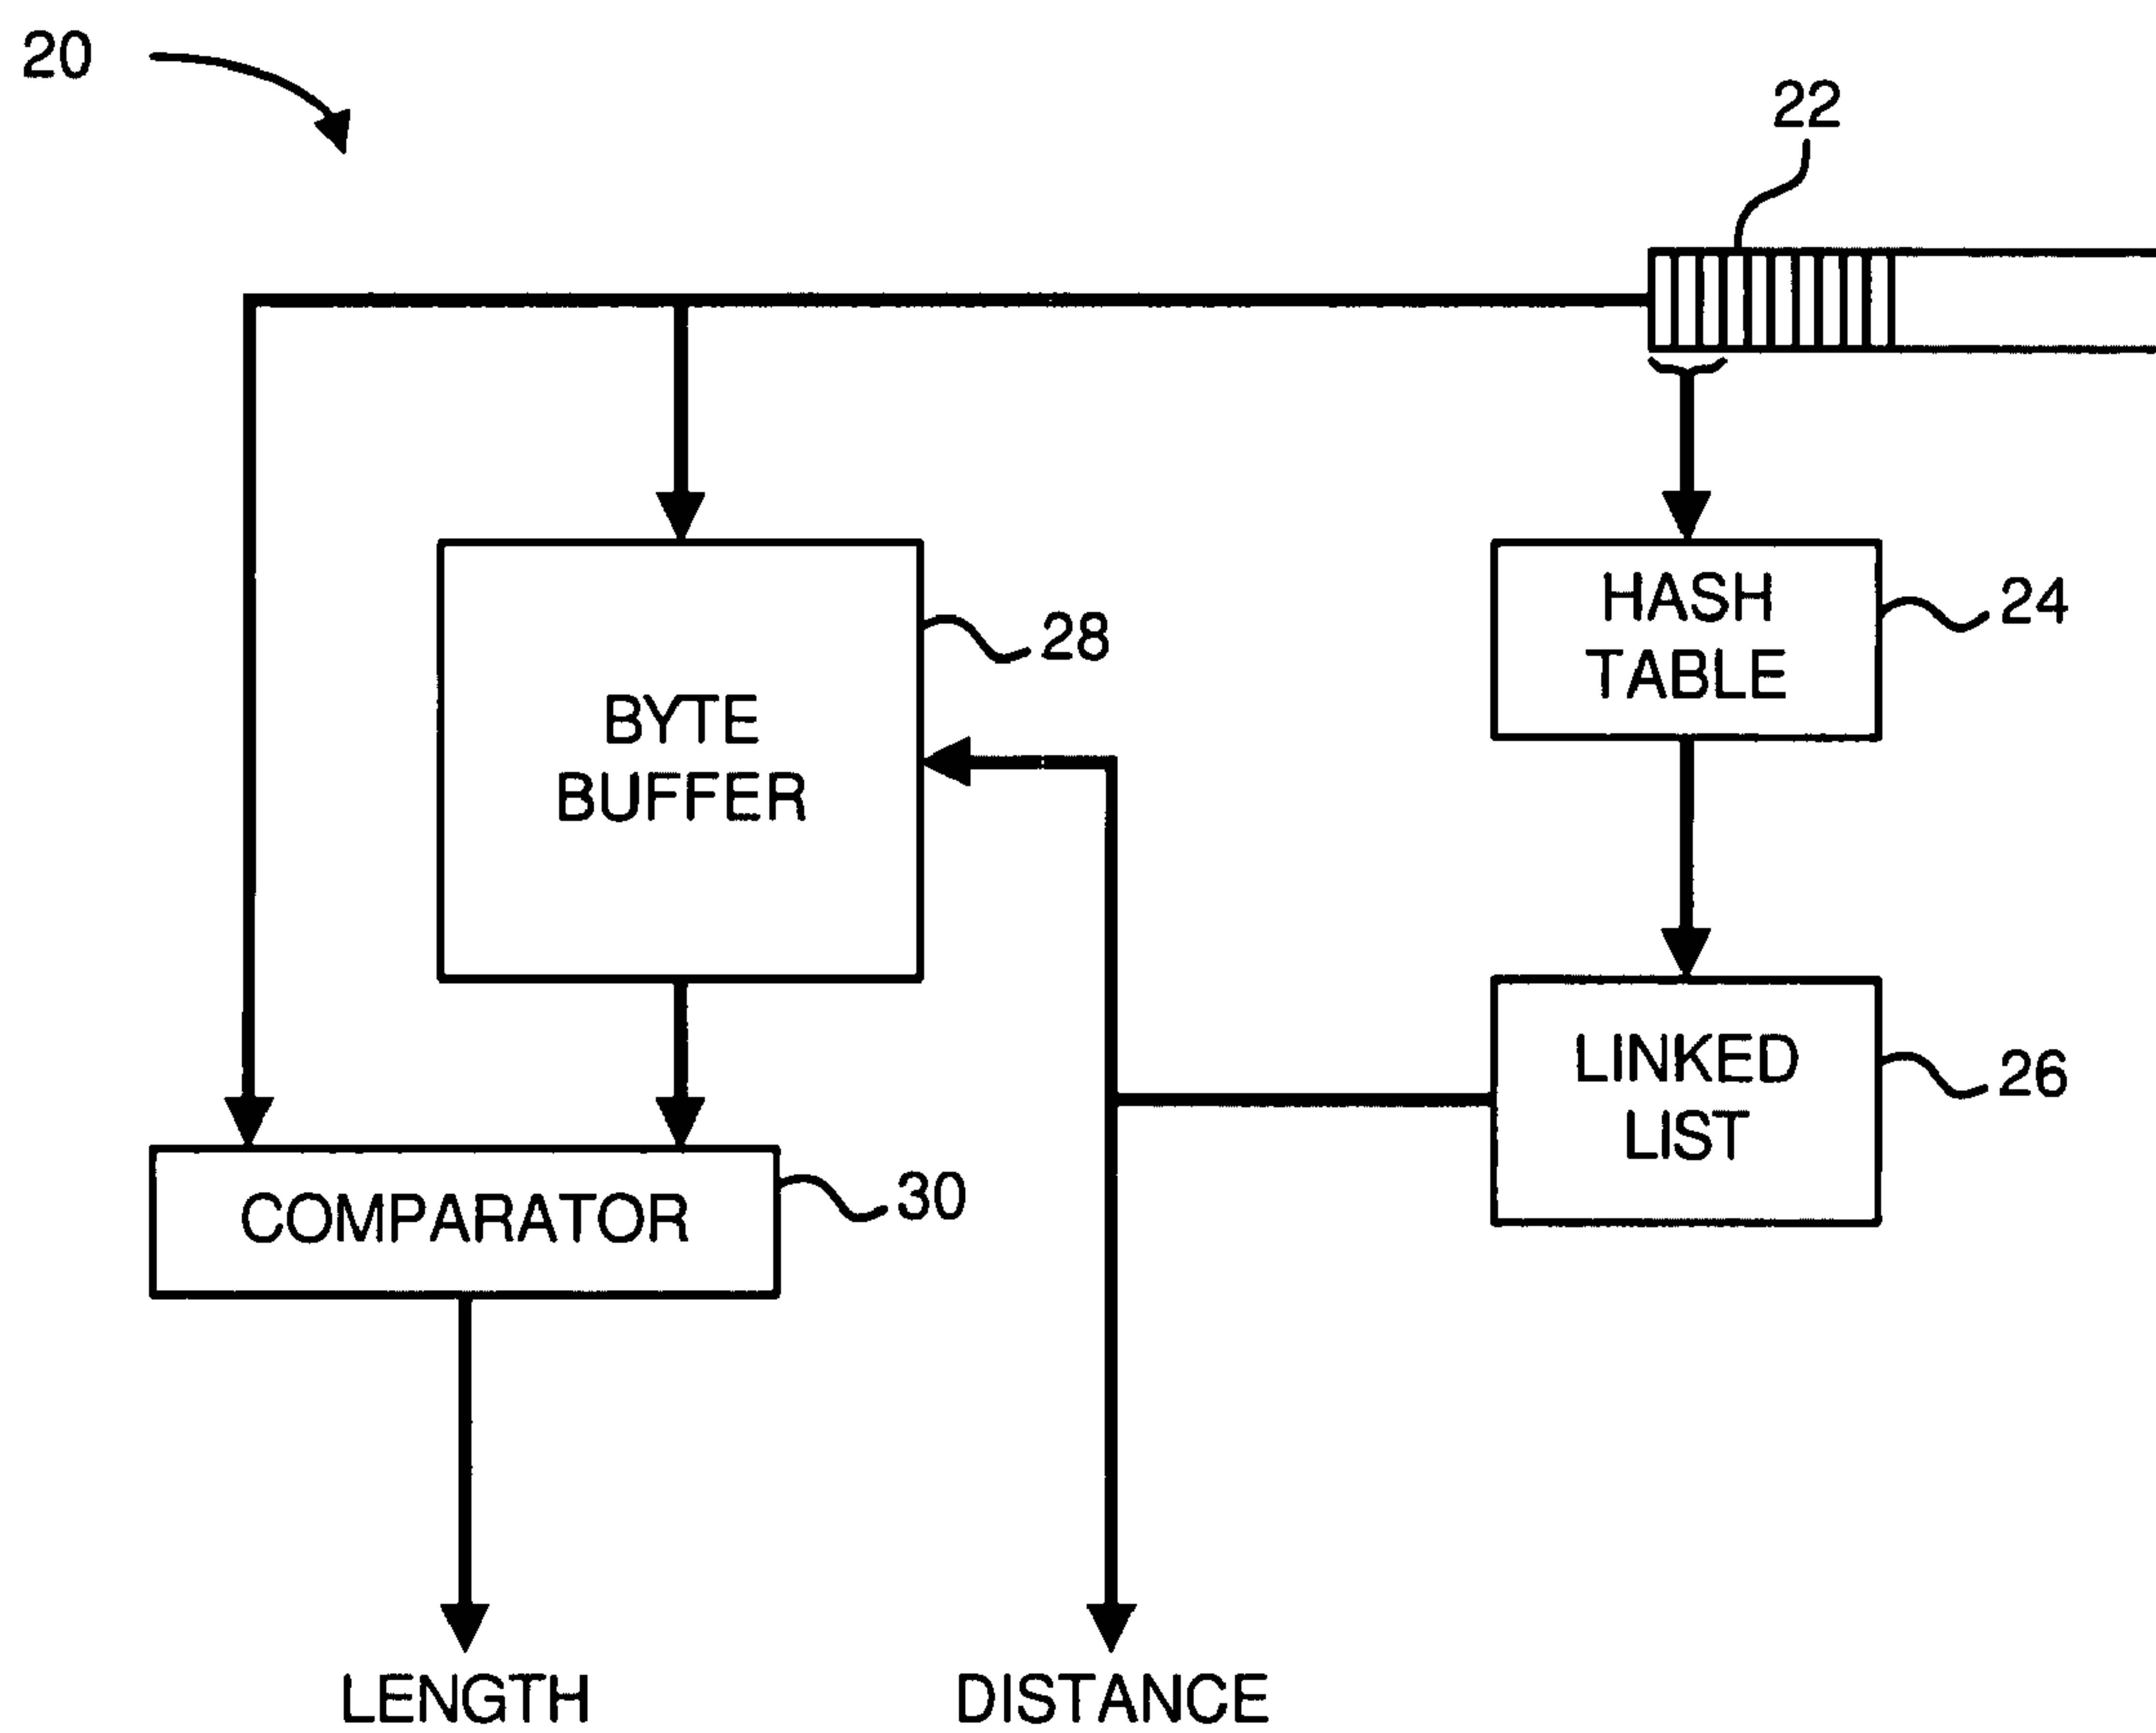 20
22
HASH
TABLE
24
28
BYTE
BUFFER
LINKED
LIST
26
COMPARATOR
30
LENGTH
DISTANCE